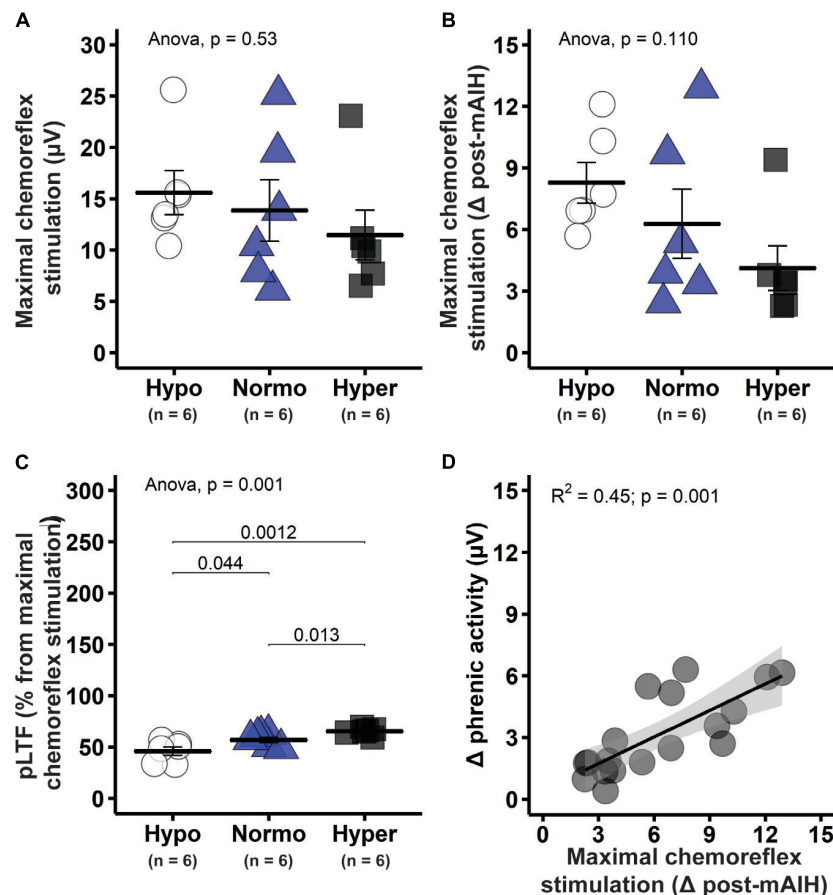 A
Anova, p = 0.53
Maximal chemoreflex
stimulation (µV)
30
25
20
15
10
5
0
Hypo
Normo
Hyper
(n = 6)
(n = 6)
(n = 6)
B
Anova, p = 0.110
Maximal chemoreflex
stimulation (Δ post-mAIH)
15
12
9
6
3
0
Hypo
Normo
Hyper
(n = 6)
(n = 6)
(n = 6)
C
Anova, p = 0.001
pLTF (% from maximal
chemoreflex stimulation)
300
250
200
150
100
50
0
0.0012
0.044
0.013
Hypo
Normo
Hyper
(n = 6)
(n = 6)
(n = 6)
D
R² = 0.45; p = 0.001
Δ phrenic activity (µV)
15
12
9
6
3
0
0 3 6 9 12 15
Maximal chemoreflex
stimulation (Δ post-mAIH)